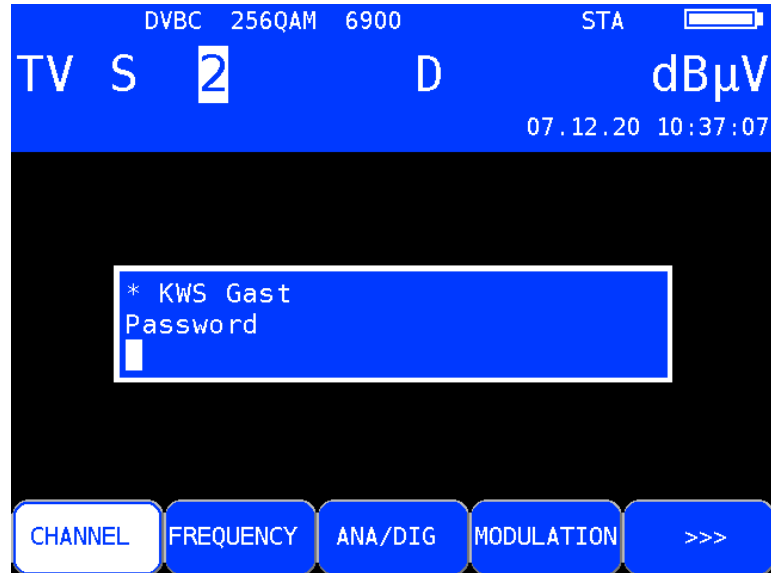 DVBC 256QAM 6900 STA
TV S 2 D dBµV
07.12.20 10:37:07
* KWS Gast
Password
CHANNEL FREQUENCY ANA/DIG MODULATION >>>